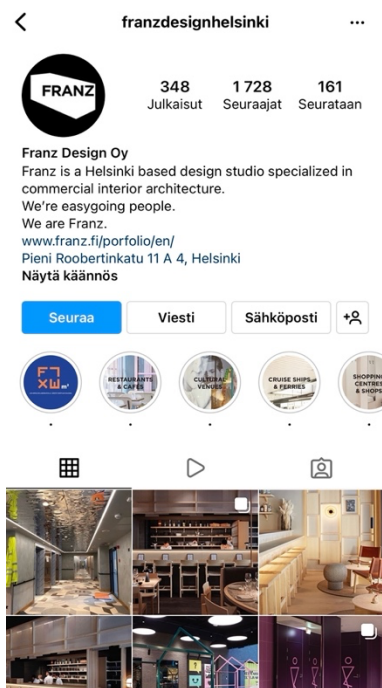 franzdesignhelsinki
FRANZ
348 1 728 161
Julkaisut Seuraajat Seurataan
Franz Design Oy
Franz is a Helsinki based design studio specialized in
commercial interior architecture.
We're easygoing people.
We are Franz.
www.franz.fi/porfolio/en/
Pieni Roobertinkatu 11 A 4, Helsinki
Näytä käännös
Seuraa Viesti Sähköposti
RESTAURANTS
& CAFÉS
CULTURAL
VENUES
CRUISE SHIPS
& FERRIES
SHOPPING
CENTRES
& SHOPS